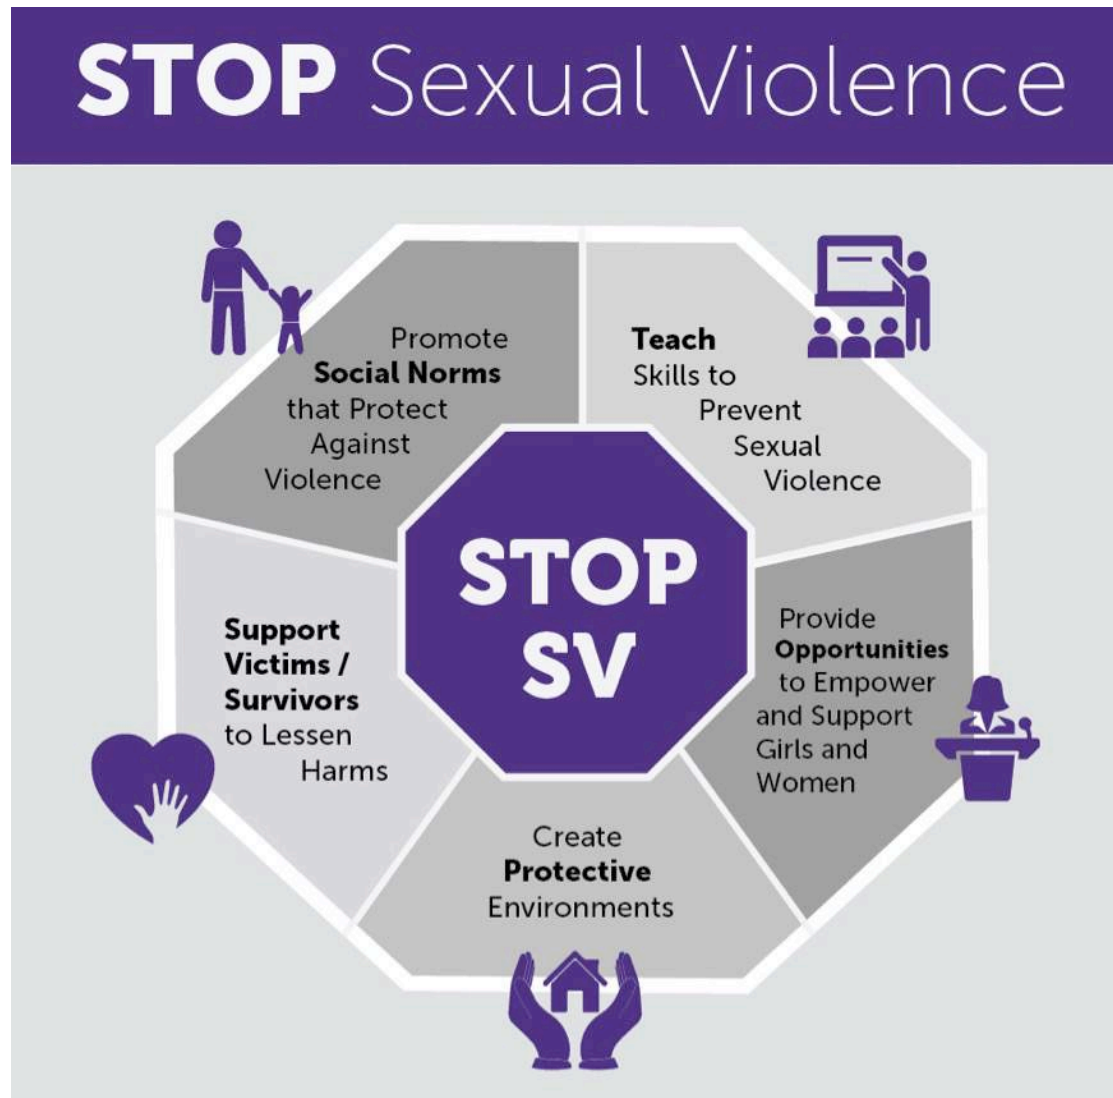 STOP Sexual Violence
Promote
Social Norms
that Protect
Against
Violence
Teach
Skills to
Prevent
Sexual
Violence
Provide
Opportunities
to Empower
and Support
Girls and
Women
Create
Protective
Environments
Support
Victims /
Survivors
to Lessen
Harms
STOP
SV